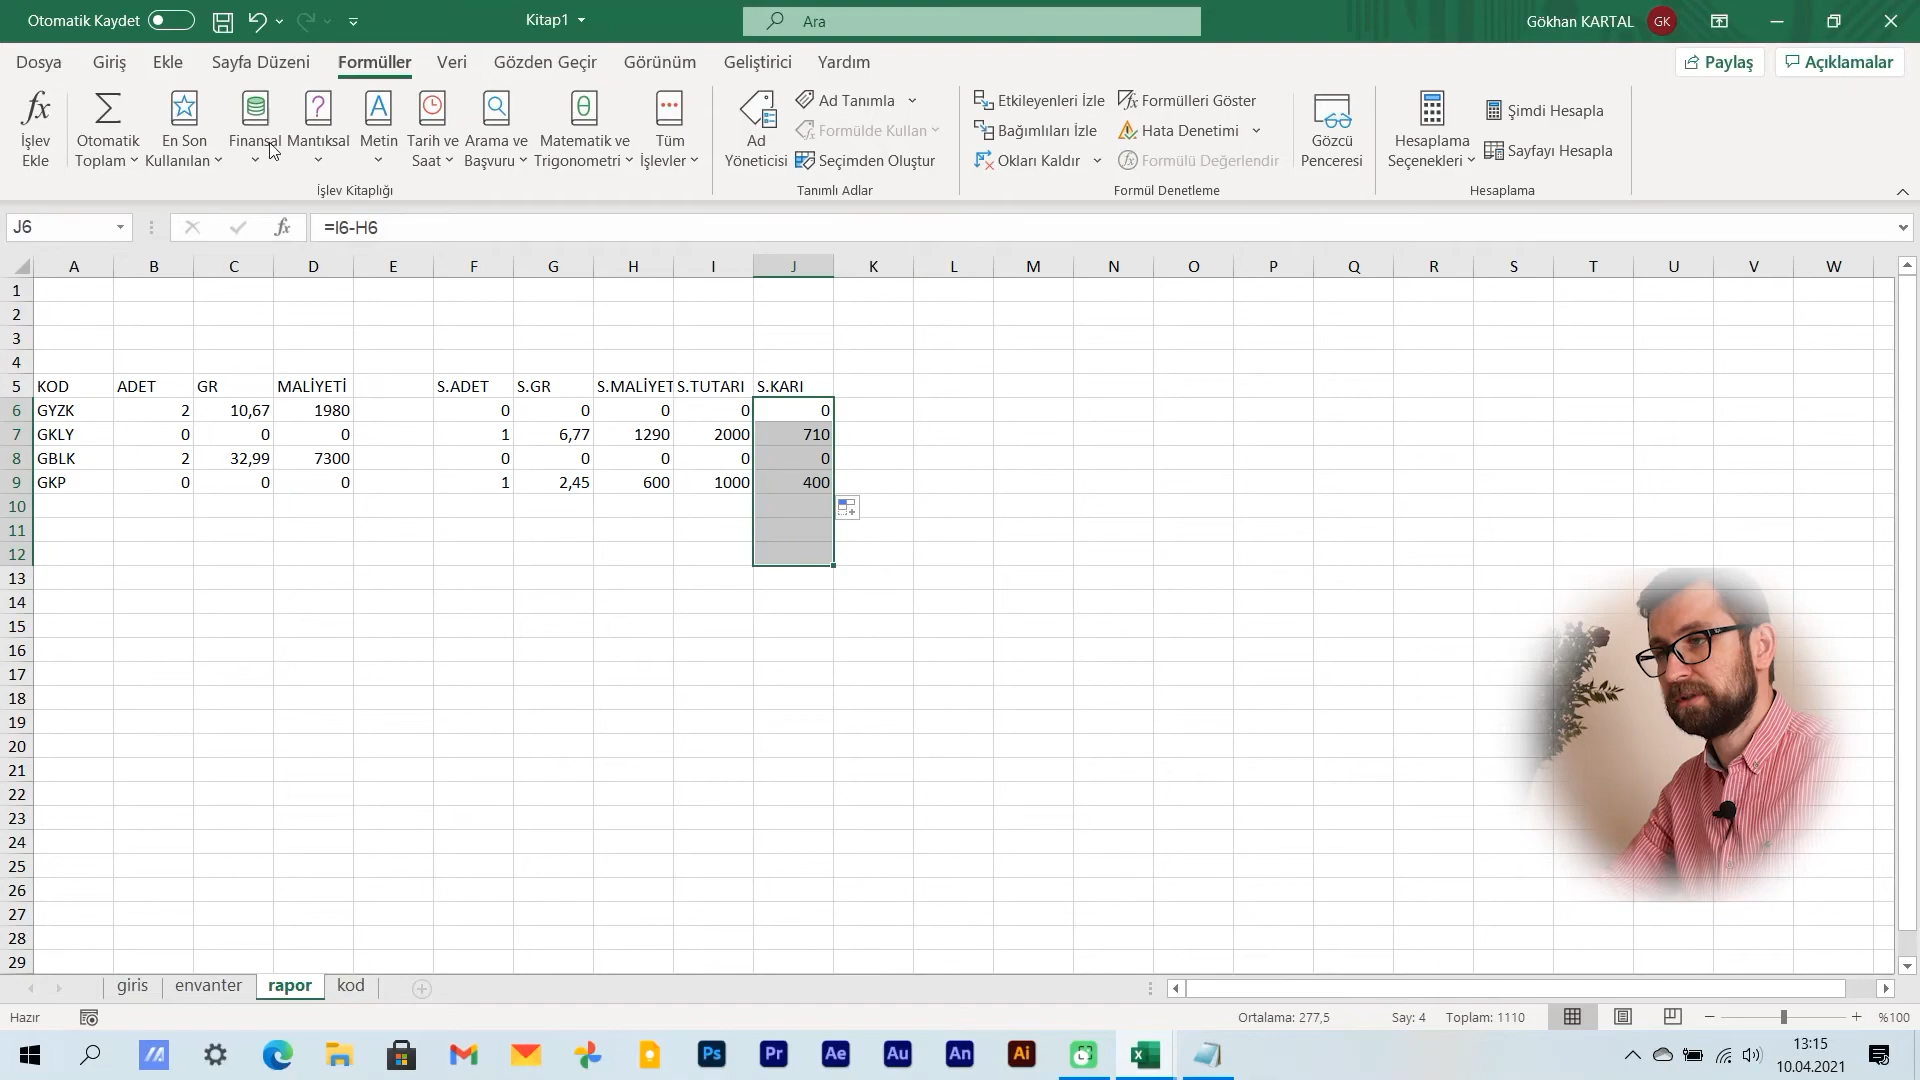 Otomatik Kaydet
Kitap1
Ara
Gökhan KARTAL GK
Dosya Giriş Ekle Sayfa Düzeni Formüller Veri Gözden Geçir Görünüm Geliştirici Yardım
Paylaş
Açıklamalar
fx
İşlev Ekle
Otomatik Toplam
En Son Kullanılan
Finansal
Mantıksal
Metin
Tarih ve Saat
Arama ve Başvuru
Matematik ve Trigonometri
Tüm İşlevler
İşlev Kitaplığı
Ad Yöneticisi
Ad Tanımla
Formülde Kullan
Seçimden Oluştur
Tanımlı Adlar
Etkileyenleri İzle
Bağımlıları İzle
Okları Kaldır
Formülleri Göster
Hata Denetimi
Formülü Değerlendir
Formül Denetleme
Gözcü Penceresi
Hesaplama Seçenekleri
Şimdi Hesapla
Sayfayı Hesapla
Hesaplama
J6
fx
=I6-H6
A B C D E F G H I J K L M N O P Q R S T U V W
1
2
3
4
5 KOD ADET GR MALİYETİ S.ADET S.GR S.MALİYET S.TUTARI S.KARI
6 GYZK 2 10,67 1980 0 0 0 0 0
7 GKLY 0 0 0 1 6,77 1290 2000 710
8 GBLK 2 32,99 7300 0 0 0 0 0
9 GKP 0 0 0 1 2,45 600 1000 400
10
11
12
13
14
15
16
17
18
19
20
21
22
23
24
25
26
27
28
29
giris envanter rapor kod
Hazır
Ortalama: 277,5 Say: 4 Toplam: 1110
%100
Ps Pr Ae Au An Ai
13:15
10.04.2021